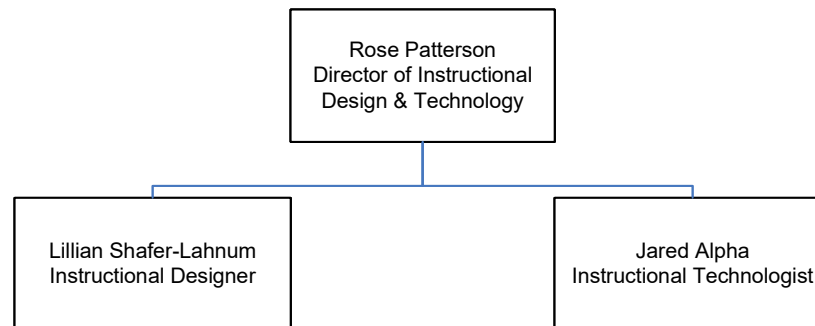 Rose Patterson
Director of Instructional
Design & Technology
Lillian Shafer-Lahnum
Instructional Designer
Jared Alpha
Instructional Technologist